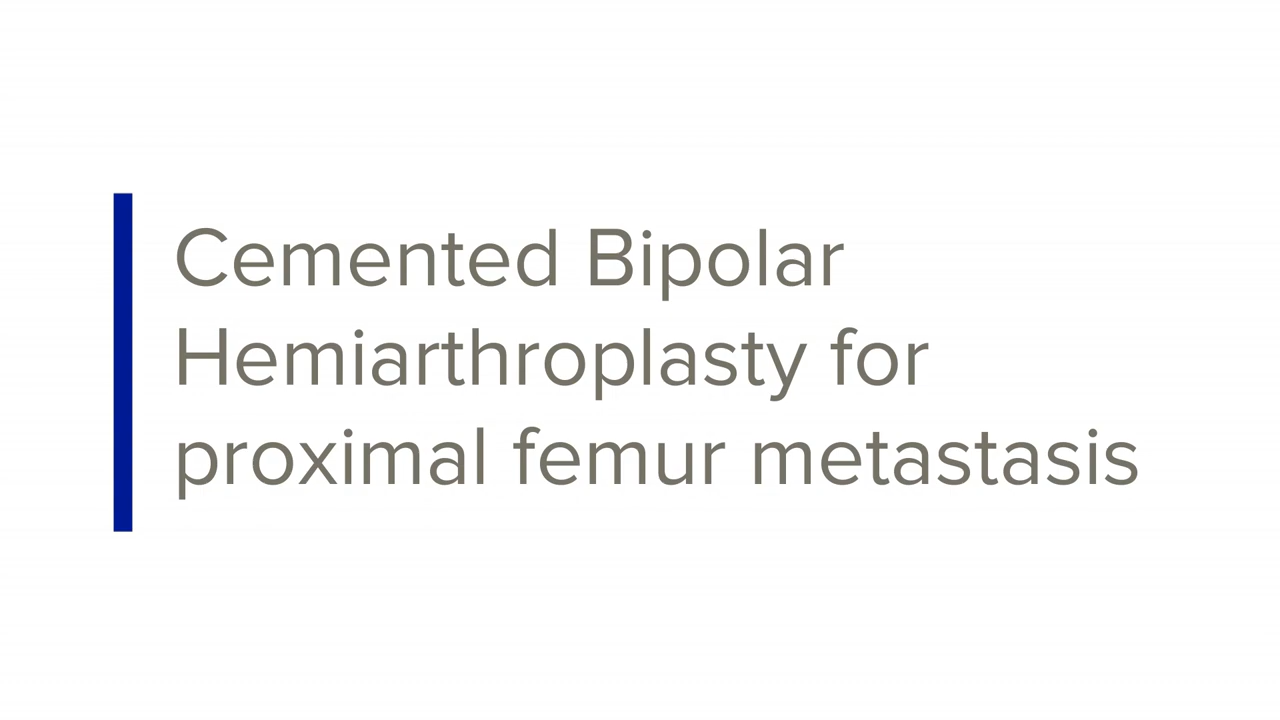 Cemented Bipolar
Hemiarthroplasty for
proximal femur metastasis